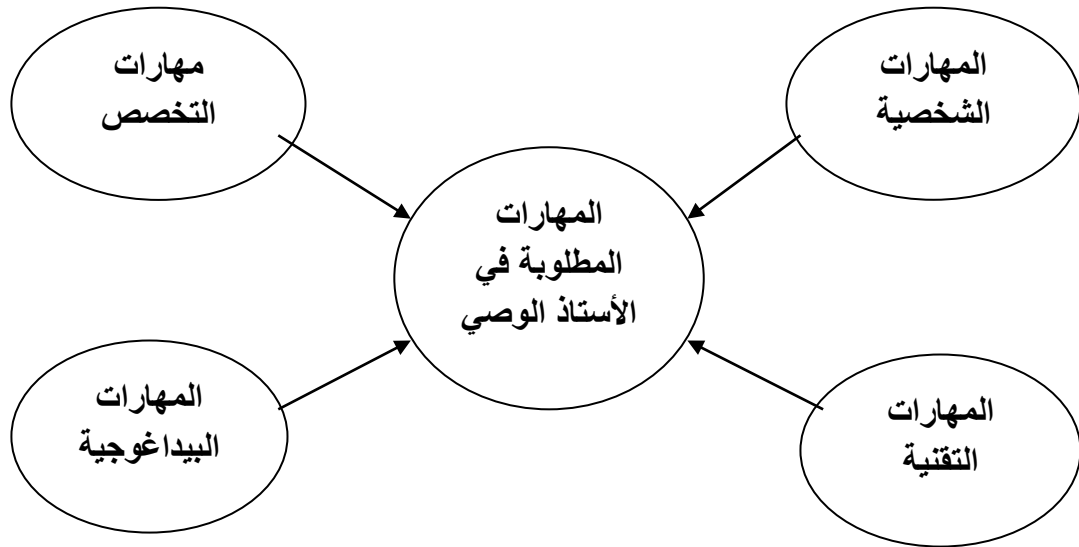 المهارات
الشخصية
مهارات
التخصص
المهارات
المطلوبة في
الأستاذ الوصي
المهارات
التقنية
المهارات
البيداغوجية